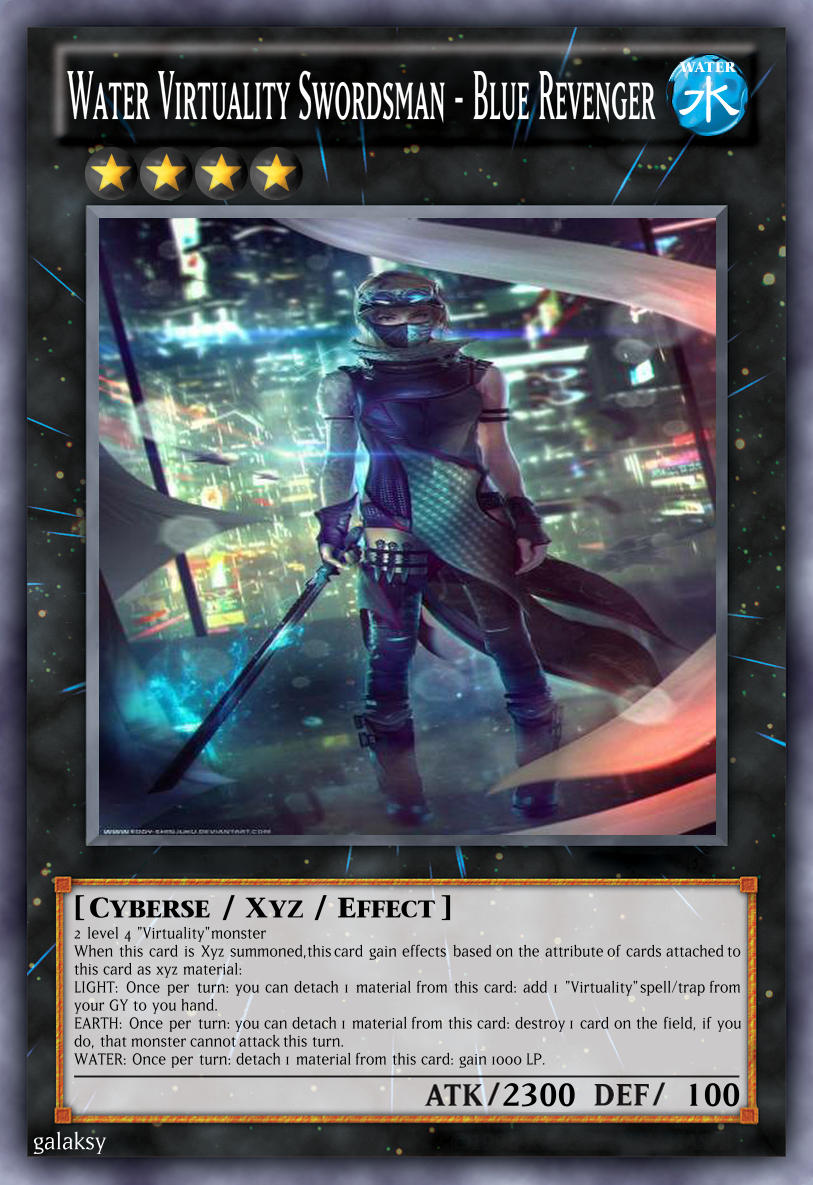 Water Virtuality Swordsman - Blue Revenger
WATER
水
WWW.EDDY-SHINJUKU.DEVIANTART.COM
[ Cyberse / Xyz / Effect ]
2 level 4 "Virtuality"monster
When this card is Xyz summoned,this card gain effects based on the attribute of cards attached to
this card as xyz material:
LIGHT: Once per turn: you can detach 1 material from this card: add 1 "Virtuality"spell/trap from
your GY to you hand.
EARTH: Once per turn: you can detach 1 material from this card: destroy 1 card on the field, if you
do, that monster cannot attack this turn.
WATER: Once per turn: detach 1 material from this card: gain 1000 LP.
ATK/2300 DEF/ 100
galaksy